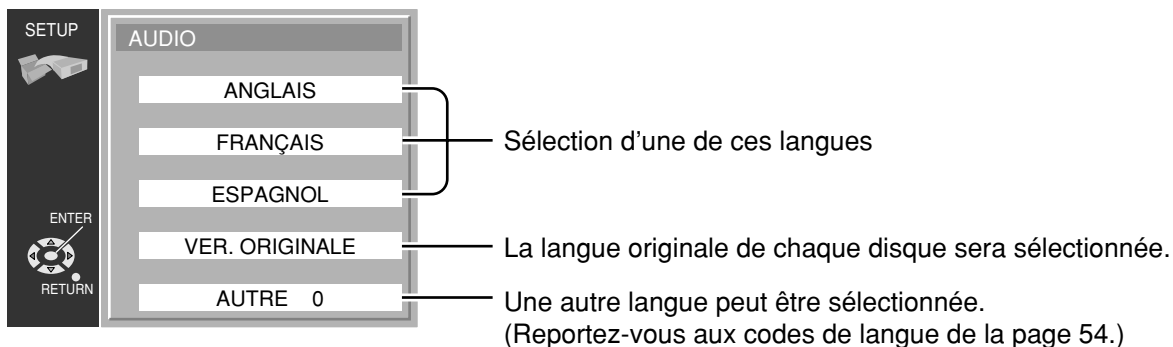 SETUP
AUDIO
ANGLAIS
FRANÇAIS
ESPAGNOL
VER. ORIGINALE
AUTRE 0
ENTER
RETURN
Sélection d’une de ces langues
La langue originale de chaque disque sera sélectionnée.
Une autre langue peut être sélectionnée.
(Reportez-vous aux codes de langue de la page 54.)